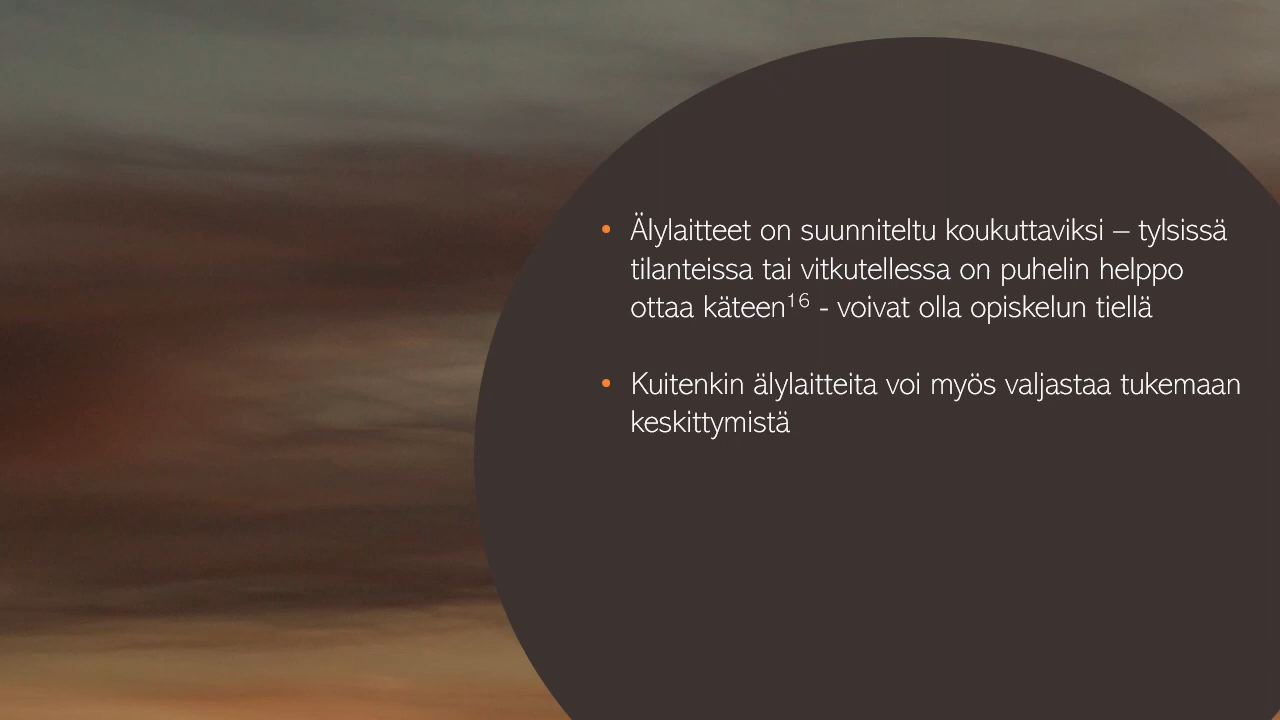 • Älylaitteet on suunniteltu koukuttaviksi – tylsissä
tilanteissa tai vitkutellessa on puhelin helppo
ottaa käteen¹⁶ - voivat olla opiskelun tiellä
• Kuitenkin älylaitteita voi myös valjastaa tukemaan
keskittymistä